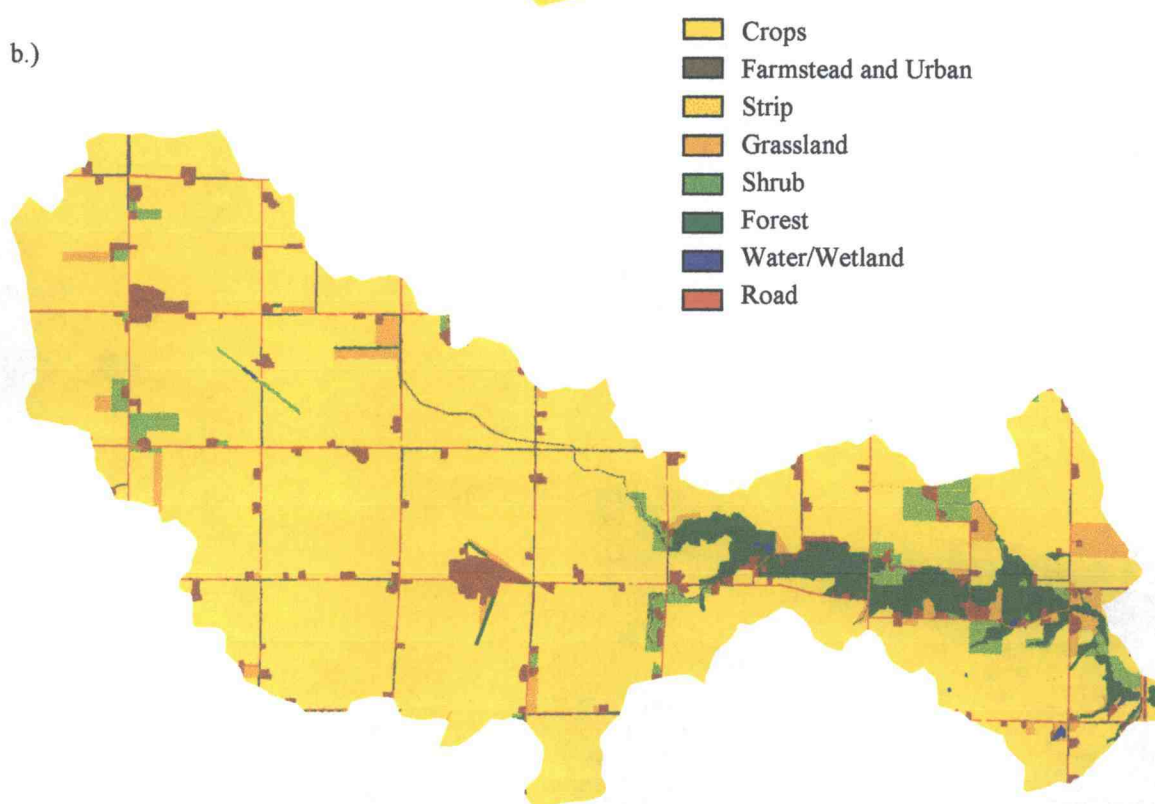 b.)
Crops
Farmstead and Urban
Strip
Grassland
Shrub
Forest
Water/Wetland
Road